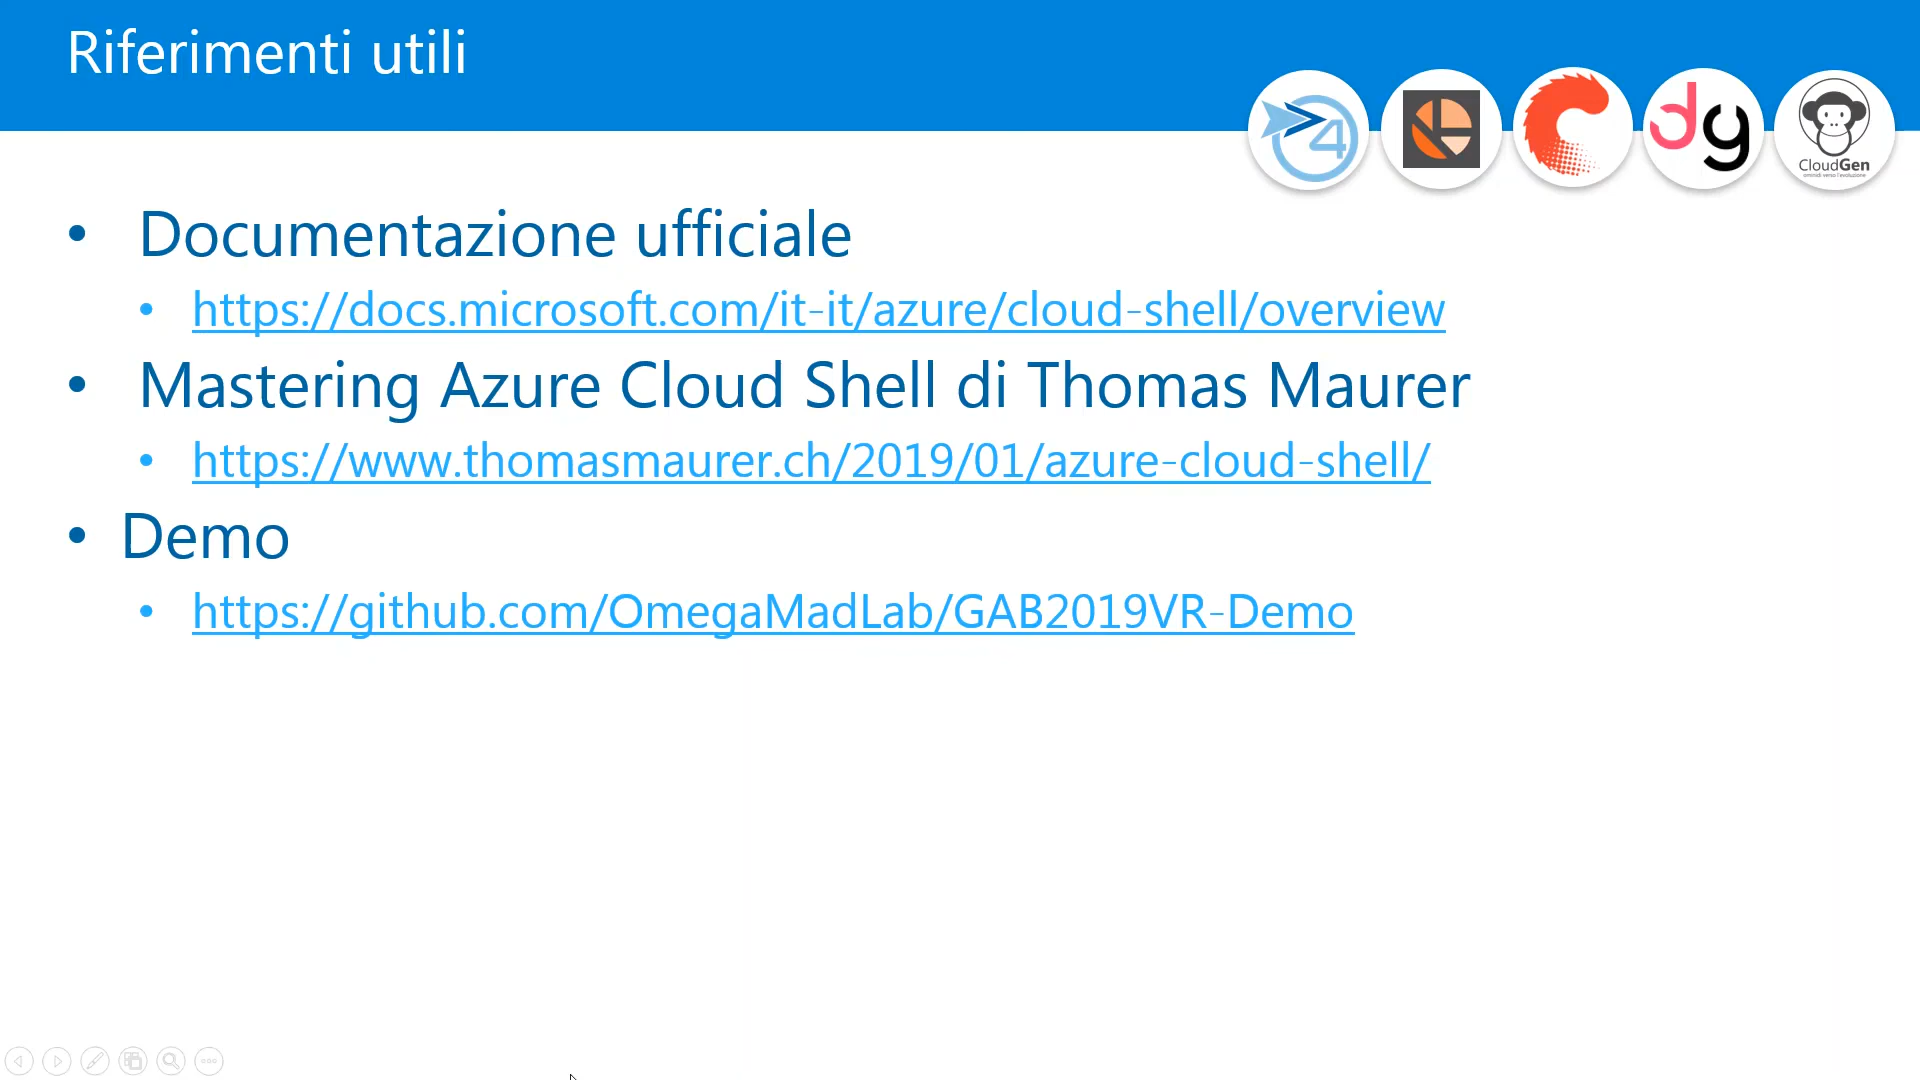 Riferimenti utili
4
dg
CloudGen
• Documentazione ufficiale
• https://docs.microsoft.com/it-it/azure/cloud-shell/overview
• Mastering Azure Cloud Shell di Thomas Maurer
• https://www.thomasmaurer.ch/2019/01/azure-cloud-shell/
• Demo
• https://github.com/OmegaMadLab/GAB2019VR-Demo